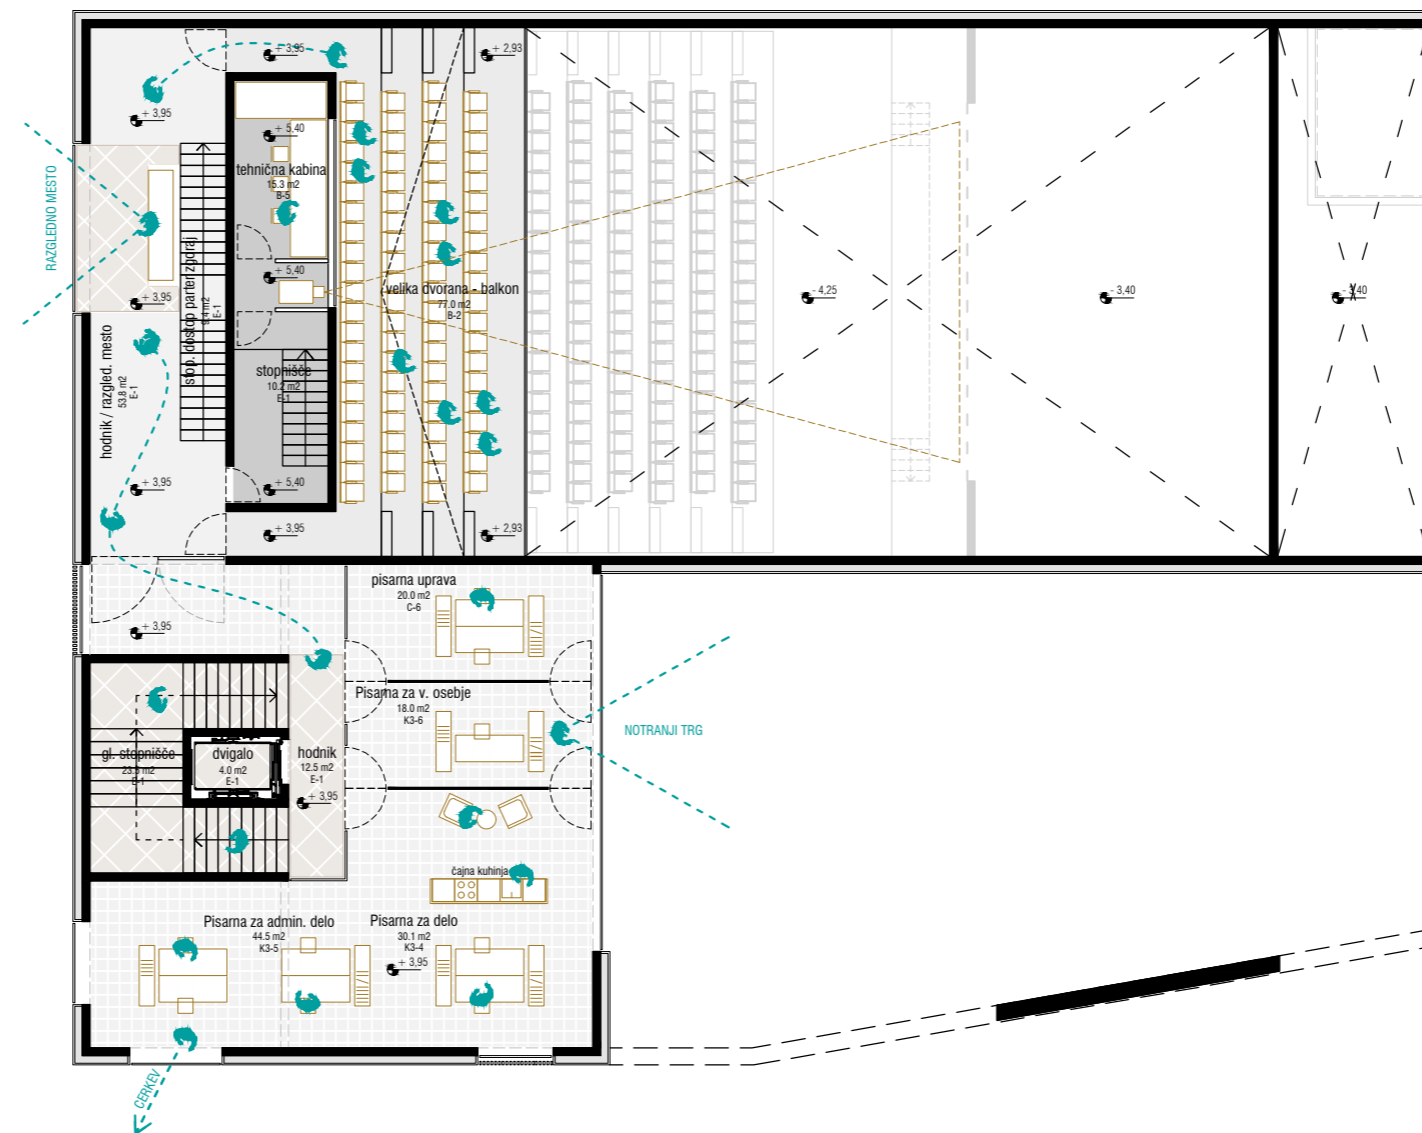 + 3,95
+ 2,93
+ 3,95
+ 5,40
tehnična kabina
15.3 m2
B-5
RAZGLEDNO MESTO
stop. dostop parter zgoraj
9.4 m2
E-1
+ 5,40
+ 3,95
velika dvorana - balkon
77.0 m2
B-2
- 4,25
- 3,40
- 3,40
hodnik / razgled. mesto
53.8 m2
E-1
stopnišče
10.2 m2
E-1
+ 3,95
+ 5,40
+ 3,95
+ 2,93
pisarna uprava
20.0 m2
C-6
+ 3,95
Pisarna za v. osebje
18.0 m2
K3-6
NOTRANJI TRG
gl. stopnišče
E-1
dvigalo
4.0 m2
E-1
hodnik
12.5 m2
E-1
+ 3,95
čajna kuhinja
Pisarna za admin. delo
44.5 m2
K3-5
Pisarna za delo
30.1 m2
K3-4
+ 3,95
CERKEV